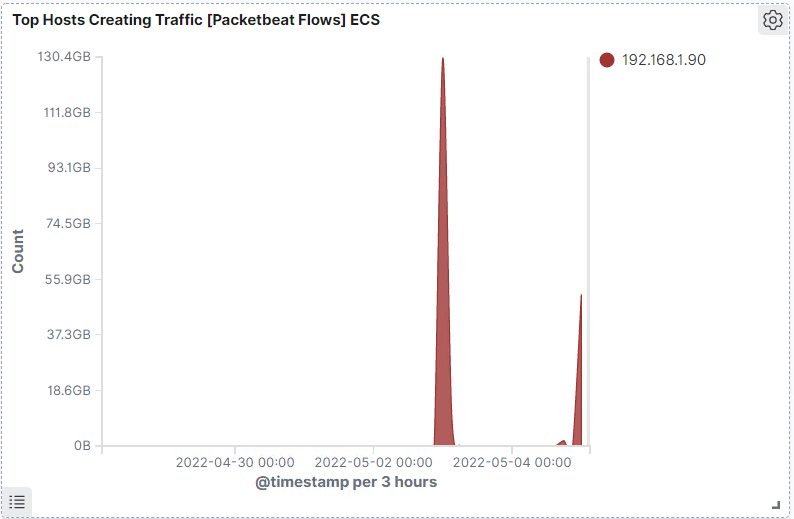 Top Hosts Creating Traffic [Packetbeat Flows] ECS
192.168.1.90
130.4GB
111.8GB
93.1GB
74.5GB
55.9GB
37.3GB
18.6GB
0B
Count
2022-04-30 00:00
2022-05-02 00:00
2022-05-04 00:00
@timestamp per 3 hours